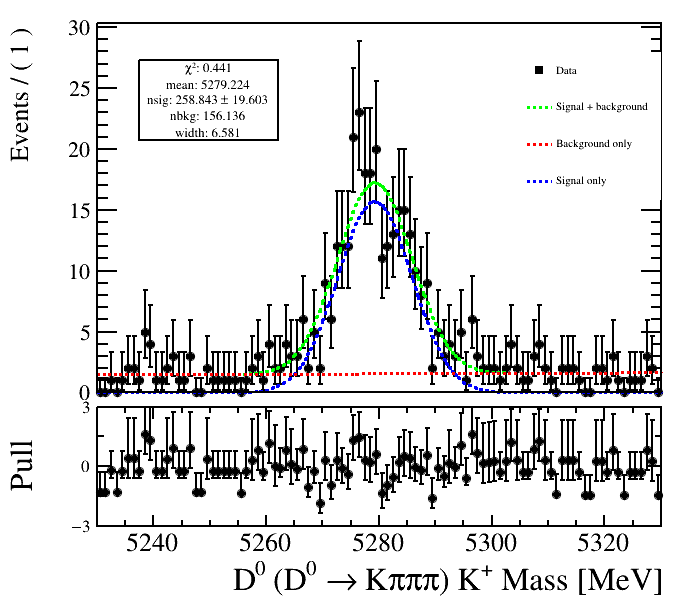 Events / ( 1 )
30
25
20
15
10
5
0
χ²: 0.441
mean: 5279.224
nsig: 258.843 ± 19.603
nbkg: 156.136
width: 6.581
Data
Signal + background
Background only
Signal only
Pull
3
0
−3
5240 5260 5280 5300 5320
D⁰ (D⁰ → Kπππ) K⁺ Mass [MeV]